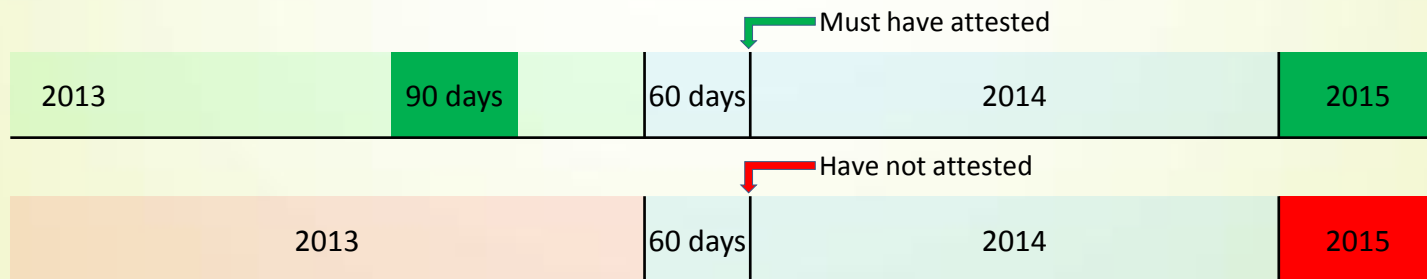 Must have attested
2013 90 days 60 days 2014 2015
Have not attested
2013 60 days 2014 2015